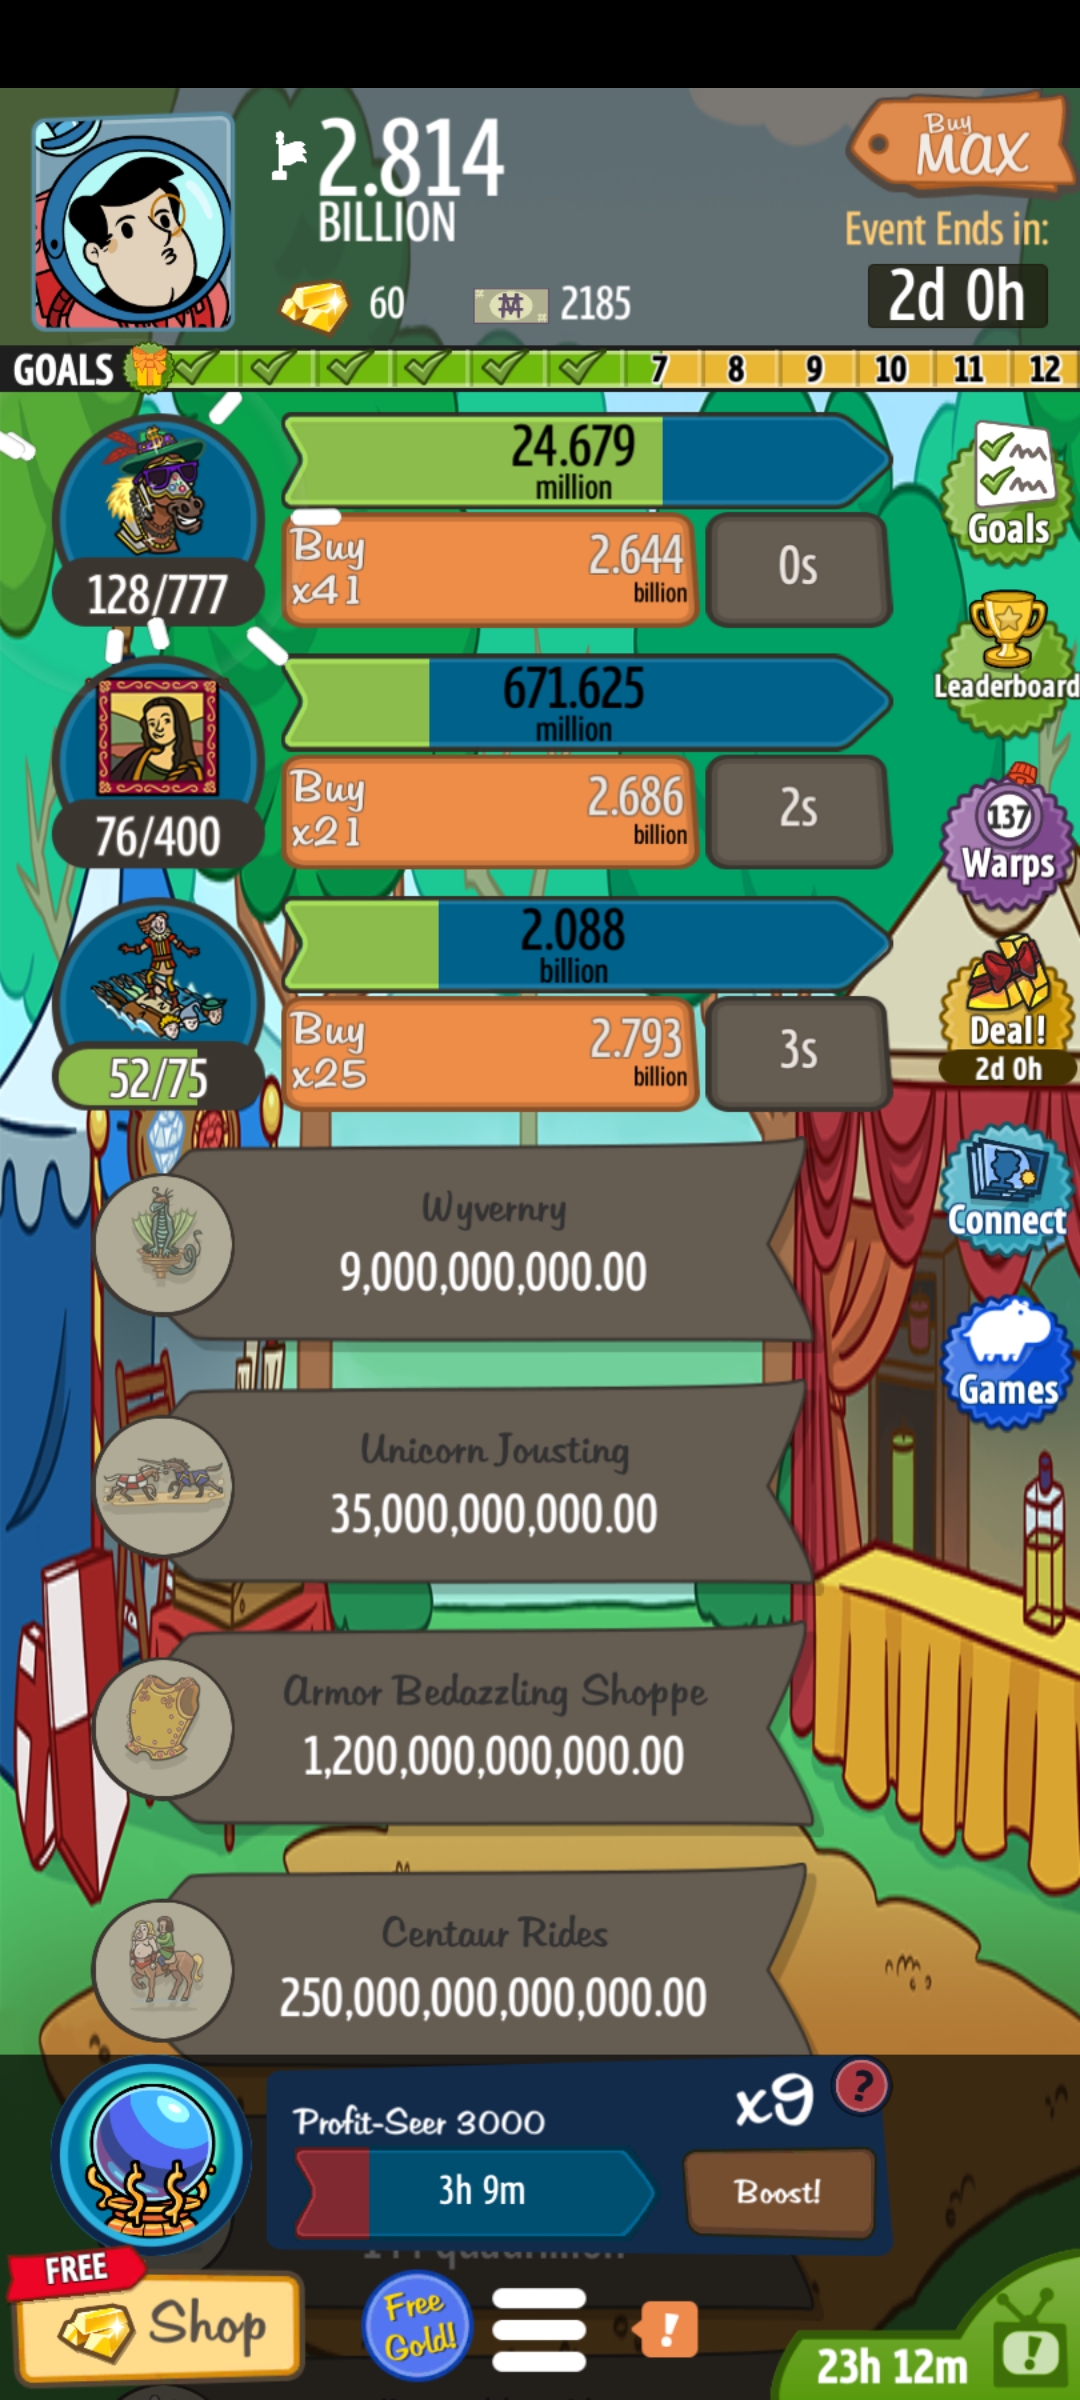 2.814
BILLION
Buy
MAX
Event Ends in:
2d 0h
60
2185
GOALS
7 8 9 10 11 12
24.679
million
Buy
x41
2.644
billion
0s
128/777
Goals
671.625
million
Leaderboard
Buy
x21
2.686
billion
2s
76/400
137
Warps
2.088
billion
Buy
x25
2.793
billion
3s
52/75
Deal!
2d 0h
Wyvernry
9,000,000,000.00
Connect
Unicorn Jousting
35,000,000,000.00
Games
Armor Bedazzling Shoppe
1,200,000,000,000.00
Centaur Rides
250,000,000,000,000.00
Profit-Seer 3000
x9
?
3h 9m
Boost!
FREE
Shop
Free
Gold!
!
23h 12m
!